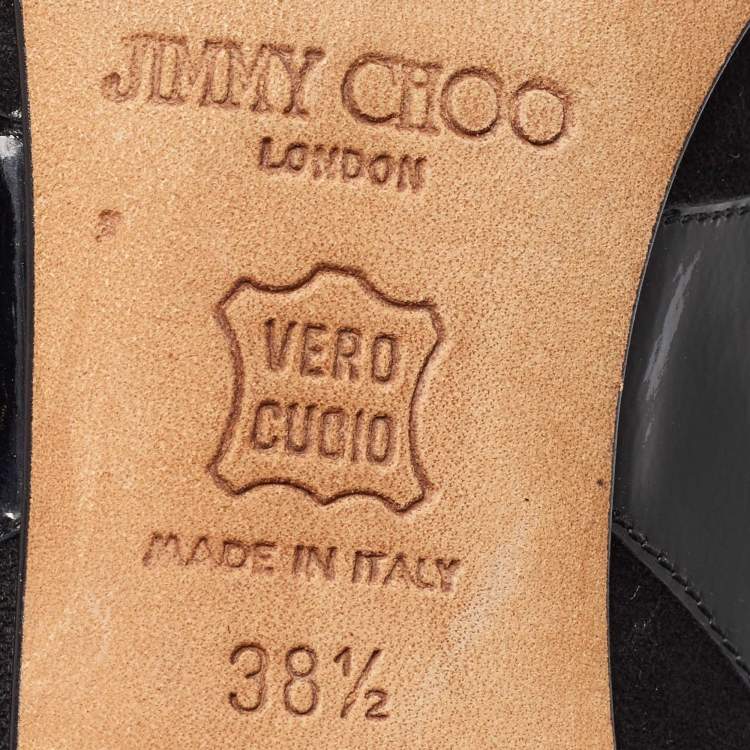 JIMMY CHOO
LONDON
VERO
CUOIO
MADE IN ITALY
38½